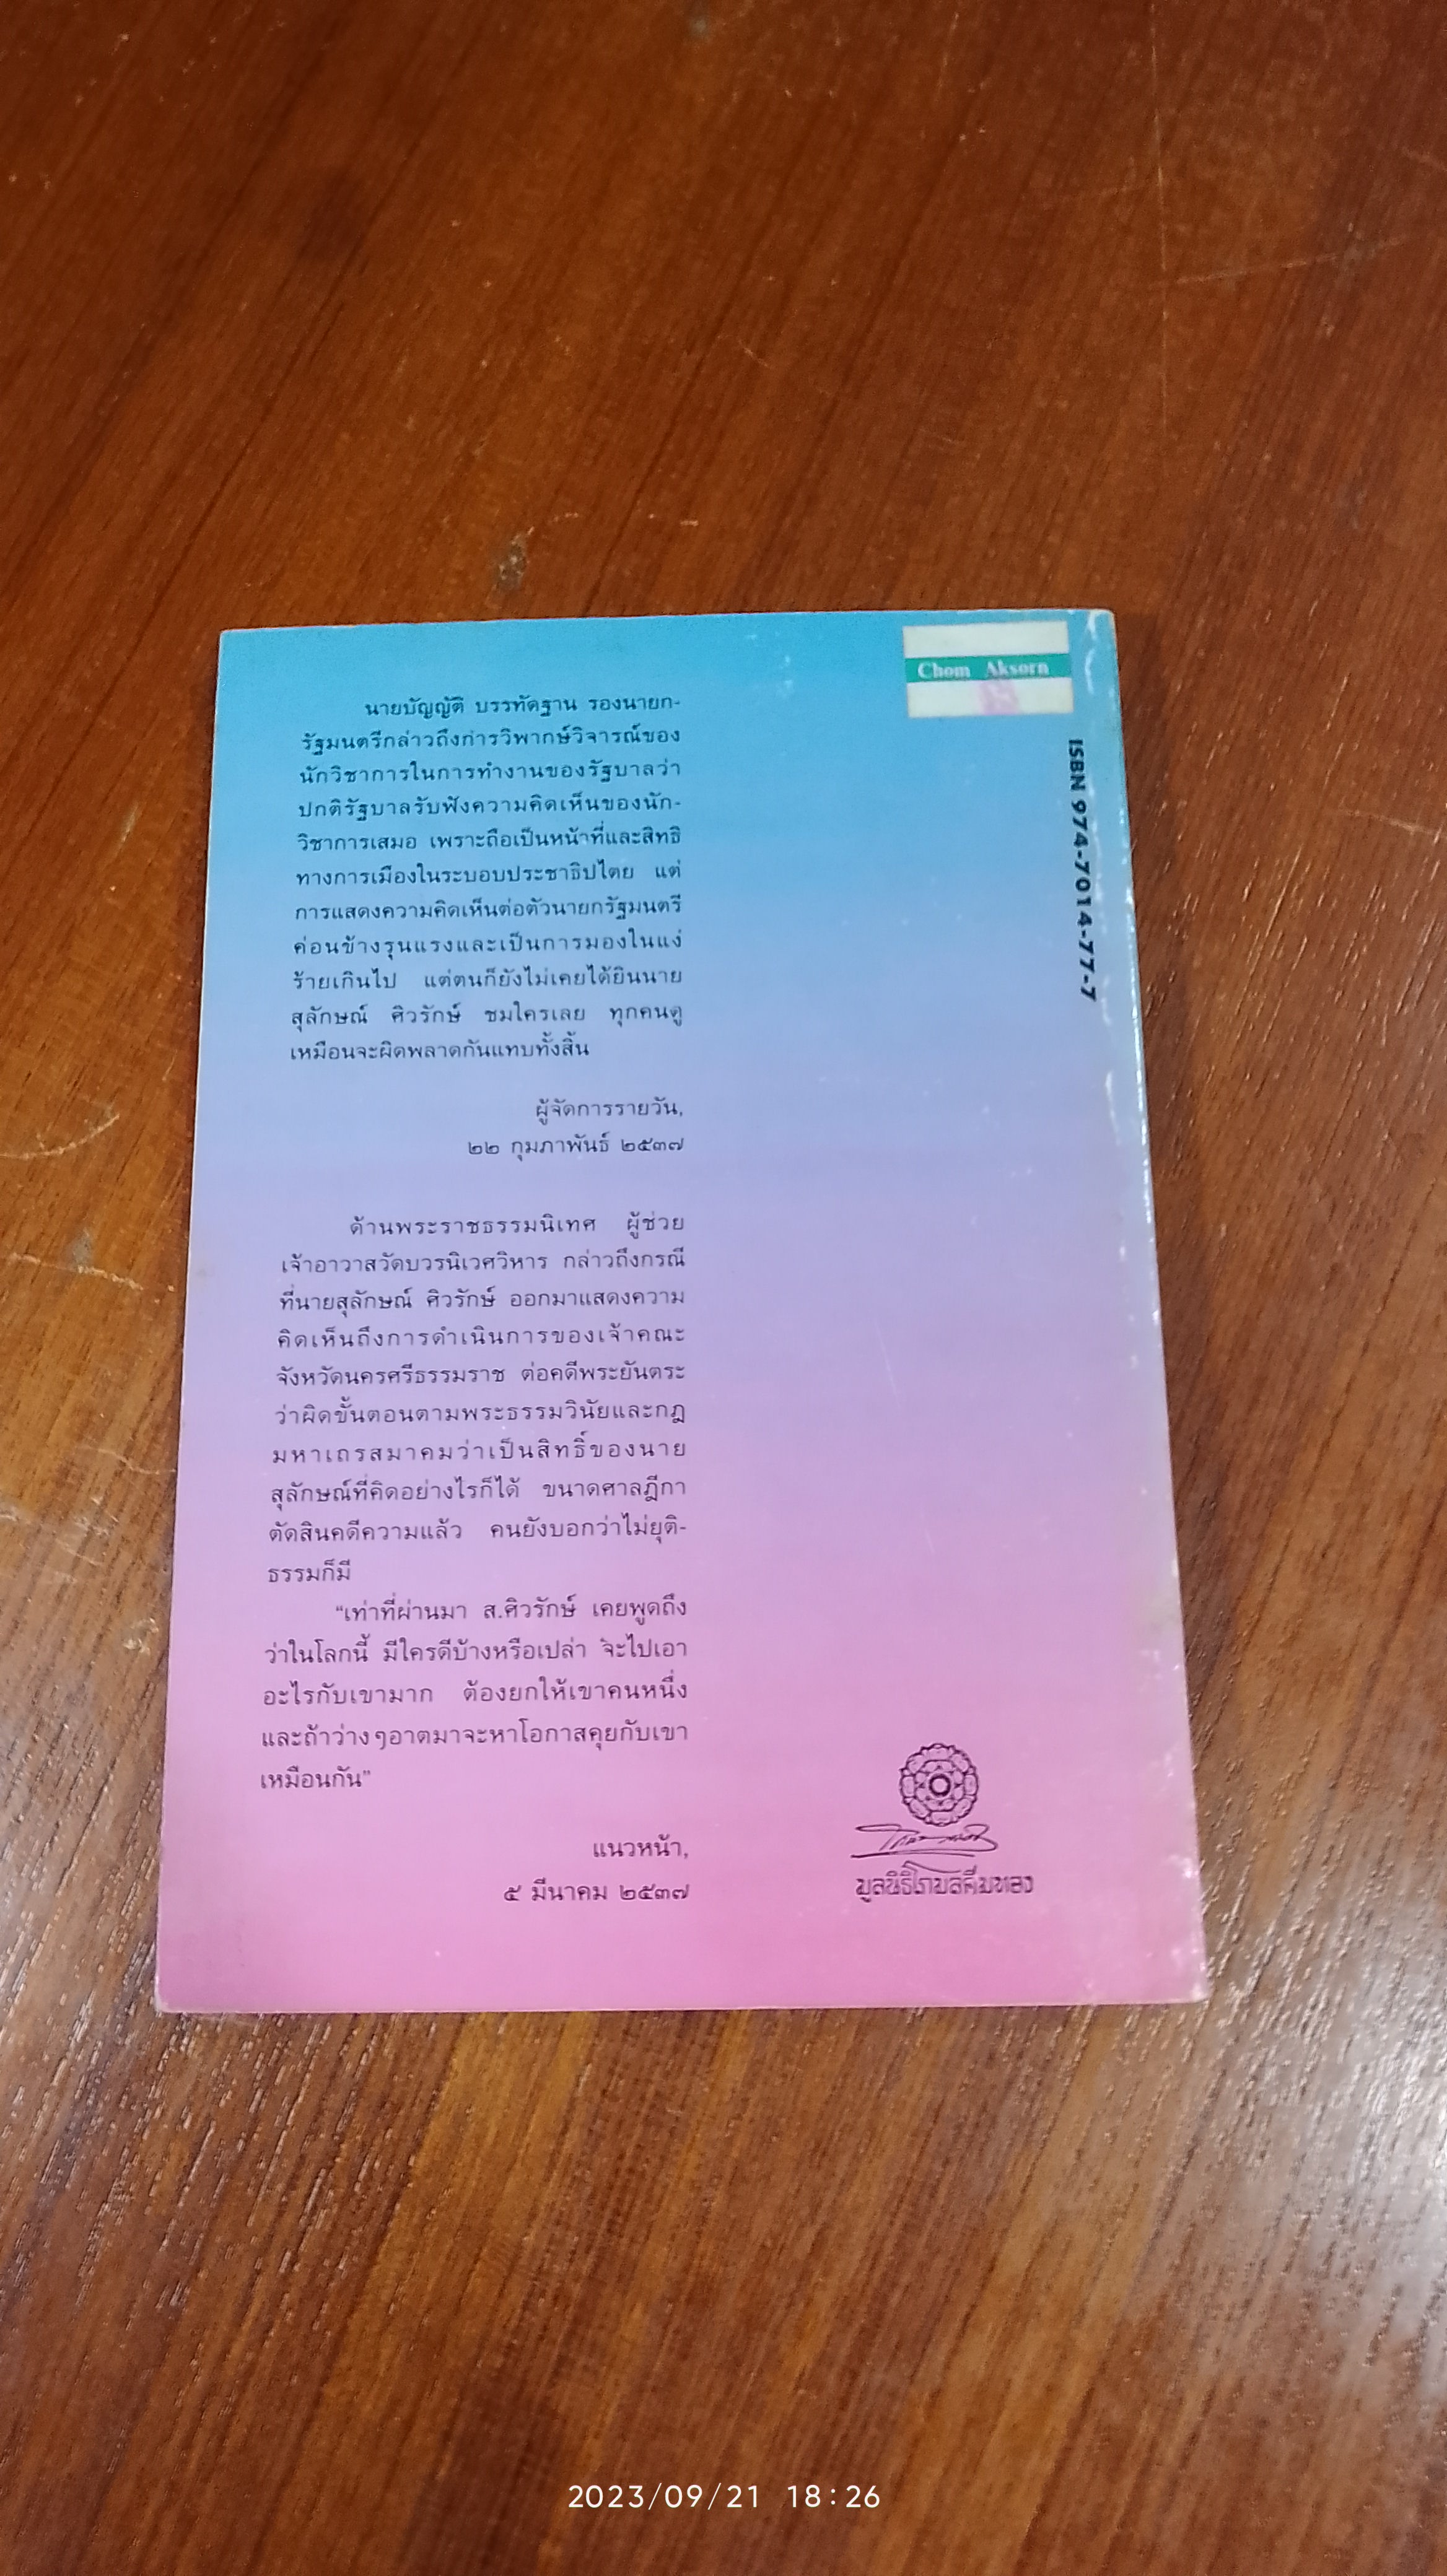 Chom Aksorn
ISBN 974-7014-77-7
นายบัญญัติ บรรทัดฐาน รองนายก-
รัฐมนตรีกล่าวถึงการวิพากษ์วิจารณ์ของ
นักวิชาการในการทำงานของรัฐบาลว่า
ปกติรัฐบาลรับฟังความคิดเห็นของนัก-
วิชาการเสมอ เพราะถือเป็นหน้าที่และสิทธิ
ทางการเมืองในระบอบประชาธิปไตย แต่
การแสดงความคิดเห็นต่อตัวนายกรัฐมนตรี
ค่อนข้างรุนแรงและเป็นการมองในแง่
ร้ายเกินไป แต่ตนก็ยังไม่เคยได้ยินนาย
สุลักษณ์ ศิวรักษ์ ชมใครเลย ทุกคนดู
เหมือนจะผิดพลาดกันแทบทั้งสิ้น
ผู้จัดการรายวัน,
๒๒ กุมภาพันธ์ ๒๕๓๗
ด้านพระราชธรรมนิเทศ ผู้ช่วย
เจ้าอาวาสวัดบวรนิเวศวิหาร กล่าวถึงกรณี
ที่นายสุลักษณ์ ศิวรักษ์ ออกมาแสดงความ
คิดเห็นถึงการดำเนินการของเจ้าคณะ
จังหวัดนครศรีธรรมราช ต่อคดีพระยันตระ
ว่าผิดขั้นตอนตามพระธรรมวินัยและกฎ
มหาเถรสมาคมว่าเป็นสิทธิ์ของนาย
สุลักษณ์ที่คิดอย่างไรก็ได้ ขนาดศาลฎีกา
ตัดสินคดีความแล้ว คนยังบอกว่าไม่ยุติ-
ธรรมก็มี
“เท่าที่ผ่านมา ส.ศิวรักษ์ เคยพูดถึง
ว่าในโลกนี้ มีใครดีบ้างหรือเปล่า จะไปเอา
อะไรกับเขามาก ต้องยกให้เขาคนหนึ่ง
และถ้าว่างๆอาตมาจะหาโอกาสคุยกับเขา
เหมือนกัน”
แนวหน้า,
๕ มีนาคม ๒๕๓๗
มูลนิธิโกมลคีมทอง
2023/09/21 18:26